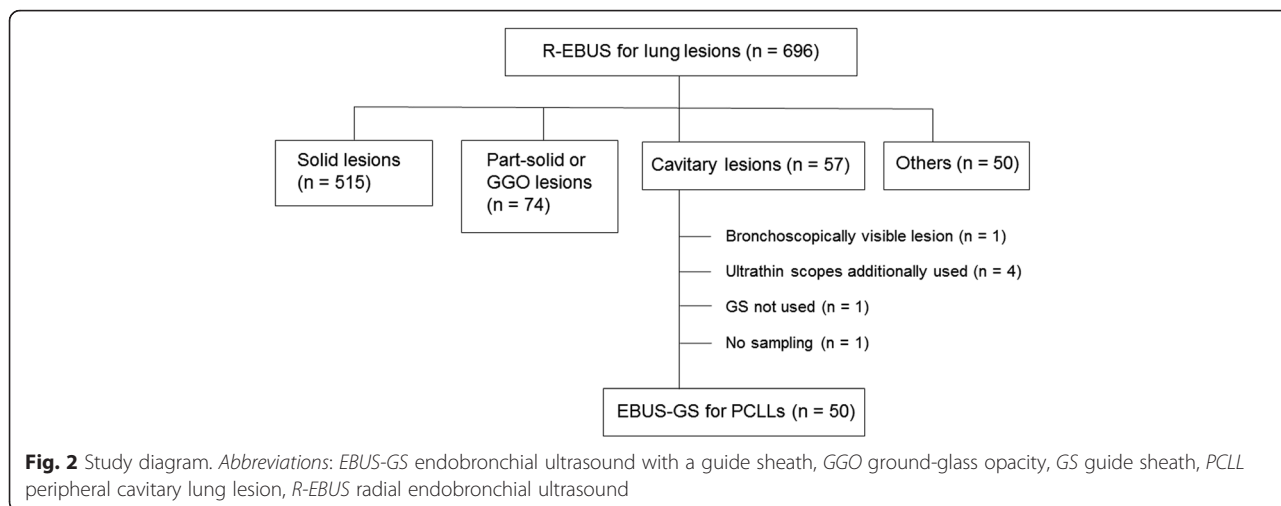 R-EBUS for lung lesions (n = 696)
Solid lesions
(n = 515)
Part-solid or
GGO lesions
(n = 74)
Cavitary lesions (n = 57)
Others (n = 50)
Bronchoscopically visible lesion (n = 1)
Ultrathin scopes additionally used (n = 4)
GS not used (n = 1)
No sampling (n = 1)
EBUS-GS for PCLLs (n = 50)
Fig. 2 Study diagram. Abbreviations: EBUS-GS endobronchial ultrasound with a guide sheath, GGO ground-glass opacity, GS guide sheath, PCLL
peripheral cavitary lung lesion, R-EBUS radial endobronchial ultrasound